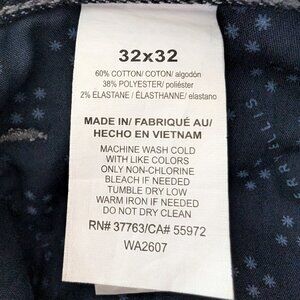 32x32
60% COTTON/ COTON/ algodón
38% POLYESTER/ poliéster
2% ELASTANE / ÉLASTHANNE/ elastano
MADE IN/ FABRIQUÉ AU/
HECHO EN VIETNAM
MACHINE WASH COLD
WITH LIKE COLORS
ONLY NON-CHLORINE
BLEACH IF NEEDED
TUMBLE DRY LOW
WARM IRON IF NEEDED
DO NOT DRY CLEAN
RN# 37763/CA# 55972
WA2607